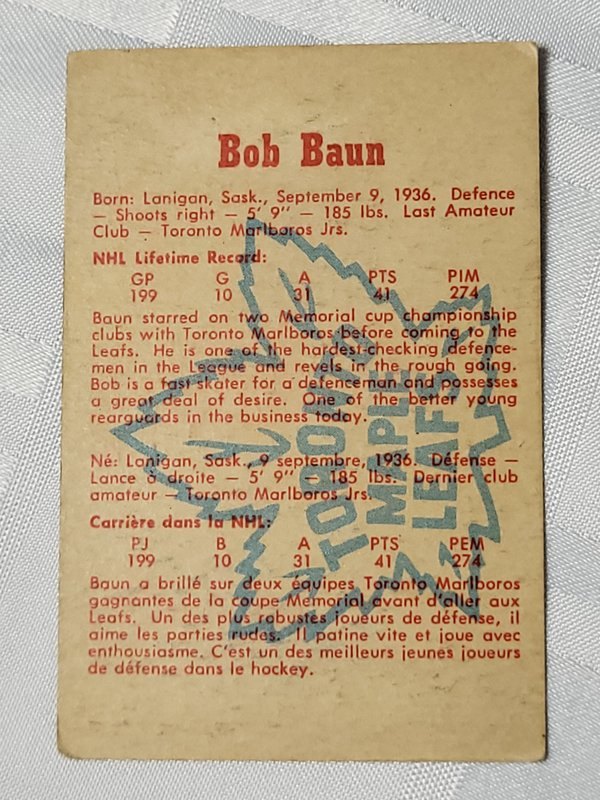 Bob Baun
Born: Lanigan, Sask., September 9, 1936. Defence
— Shoots right — 5' 9" — 185 lbs. Last Amateur
Club — Toronto Marlboros Jrs.
NHL Lifetime Record:
GP G A PTS PIM
199 10 31 41 274
Baun starred on two Memorial cup championship
clubs with Toronto Marlboros before coming to the
Leafs. He is one of the hardest-checking defence-
men in the League and revels in the rough going.
Bob is a fast skater for a defenceman and possesses
a great deal of desire. One of the better young
rearguards in the business today.
Né: Lanigan, Sask., 9 septembre, 1936. Défense —
Lance à droite — 5' 9" — 185 lbs. Dernier club
amateur — Toronto Marlboros Jrs.
Carrière dans la NHL:
PJ B A PTS PEM
199 10 31 41 274
Baun a brillé sur deux équipes Toronto Marlboros
gagnantes de la coupe Memorial avant d'aller aux
Leafs. Un des plus robustes joueurs de défense, il
aime les parties rudes. Il patine vite et joue avec
enthousiasme. C'est un des meilleurs jeunes joueurs
de défense dans le hockey.
TORONTO
MAPLE
LEAFS